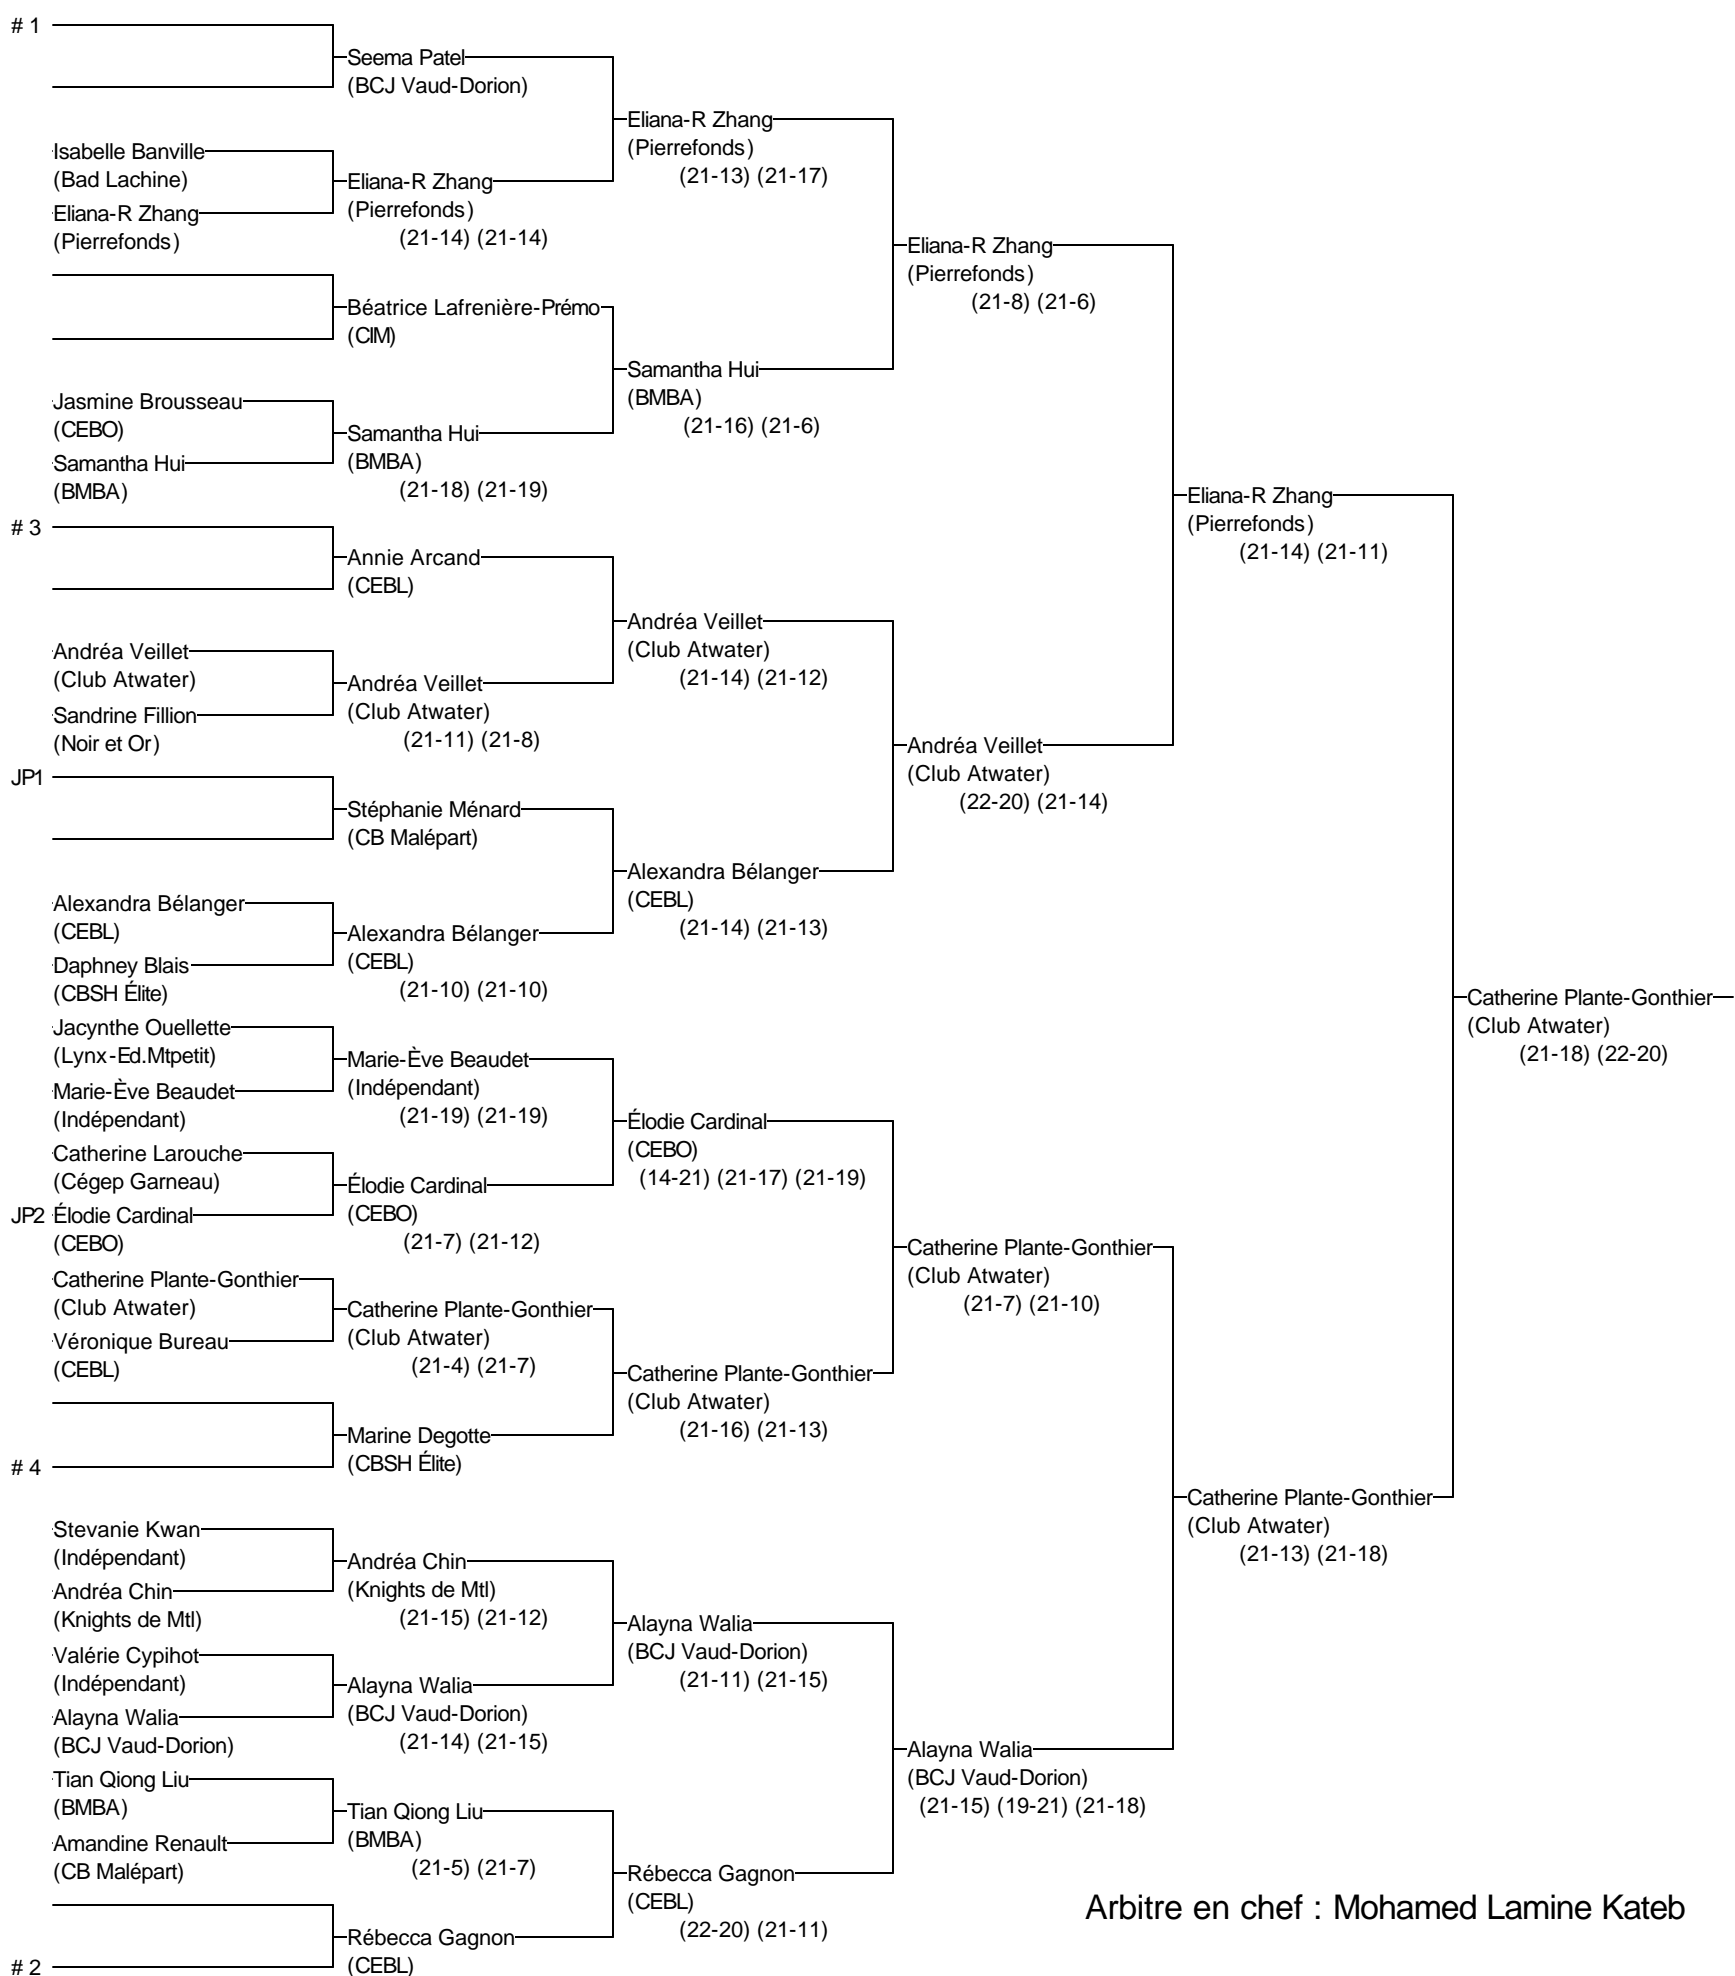 # 1
Seema Patel
(BCJ Vaud-Dorion)
Eliana-R Zhang
(Pierrefonds)
(21-13) (21-17)
Isabelle Banville
(Bad Lachine)
Eliana-R Zhang
(Pierrefonds)
Eliana-R Zhang
(Pierrefonds)
(21-14) (21-14)
Eliana-R Zhang
(Pierrefonds)
(21-8) (21-6)
Béatrice Lafrenière-Prémo
(CIM)
Samantha Hui
(BMBA)
(21-16) (21-6)
Jasmine Brousseau
(CEBO)
Samantha Hui
(BMBA)
Samantha Hui
(BMBA)
(21-18) (21-19)
Eliana-R Zhang
(Pierrefonds)
(21-14) (21-11)
# 3
Annie Arcand
(CEBL)
Andréa Veillet
(Club Atwater)
(21-14) (21-12)
Andréa Veillet
(Club Atwater)
Sandrine Fillion
(Noir et Or)
Andréa Veillet
(Club Atwater)
(21-11) (21-8)
Andréa Veillet
(Club Atwater)
(22-20) (21-14)
JP1
Stéphanie Ménard
(CB Malépart)
Alexandra Bélanger
(CEBL)
(21-14) (21-13)
Alexandra Bélanger
(CEBL)
Daphney Blais
(CBSH Élite)
Alexandra Bélanger
(CEBL)
(21-10) (21-10)
Catherine Plante-Gonthier
(Club Atwater)
(21-18) (22-20)
Jacynthe Ouellette
(Lynx-Ed.Mtpetit)
Marie-Ève Beaudet
(Indépendant)
Marie-Ève Beaudet
(Indépendant)
(21-19) (21-19)
Élodie Cardinal
(CEBO)
(14-21) (21-17) (21-19)
Catherine Larouche
(Cégep Garneau)
JP2 Élodie Cardinal
(CEBO)
Élodie Cardinal
(CEBO)
(21-7) (21-12)
Catherine Plante-Gonthier
(Club Atwater)
(21-7) (21-10)
Catherine Plante-Gonthier
(Club Atwater)
Véronique Bureau
(CEBL)
Catherine Plante-Gonthier
(Club Atwater)
(21-4) (21-7)
Catherine Plante-Gonthier
(Club Atwater)
(21-16) (21-13)
Marine Degotte
(CBSH Élite)
# 4
Catherine Plante-Gonthier
(Club Atwater)
(21-13) (21-18)
Stevanie Kwan
(Indépendant)
Andréa Chin
(Knights de Mtl)
Andréa Chin
(Knights de Mtl)
(21-15) (21-12)
Alayna Walia
(BCJ Vaud-Dorion)
(21-11) (21-15)
Valérie Cypihot
(Indépendant)
Alayna Walia
(BCJ Vaud-Dorion)
Alayna Walia
(BCJ Vaud-Dorion)
(21-14) (21-15)
Alayna Walia
(BCJ Vaud-Dorion)
(21-15) (19-21) (21-18)
Tian Qiong Liu
(BMBA)
Amandine Renault
(CB Malépart)
Tian Qiong Liu
(BMBA)
(21-5) (21-7)
Rébecca Gagnon
(CEBL)
(22-20) (21-11)
Rébecca Gagnon
(CEBL)
# 2
Arbitre en chef : Mohamed Lamine Kateb